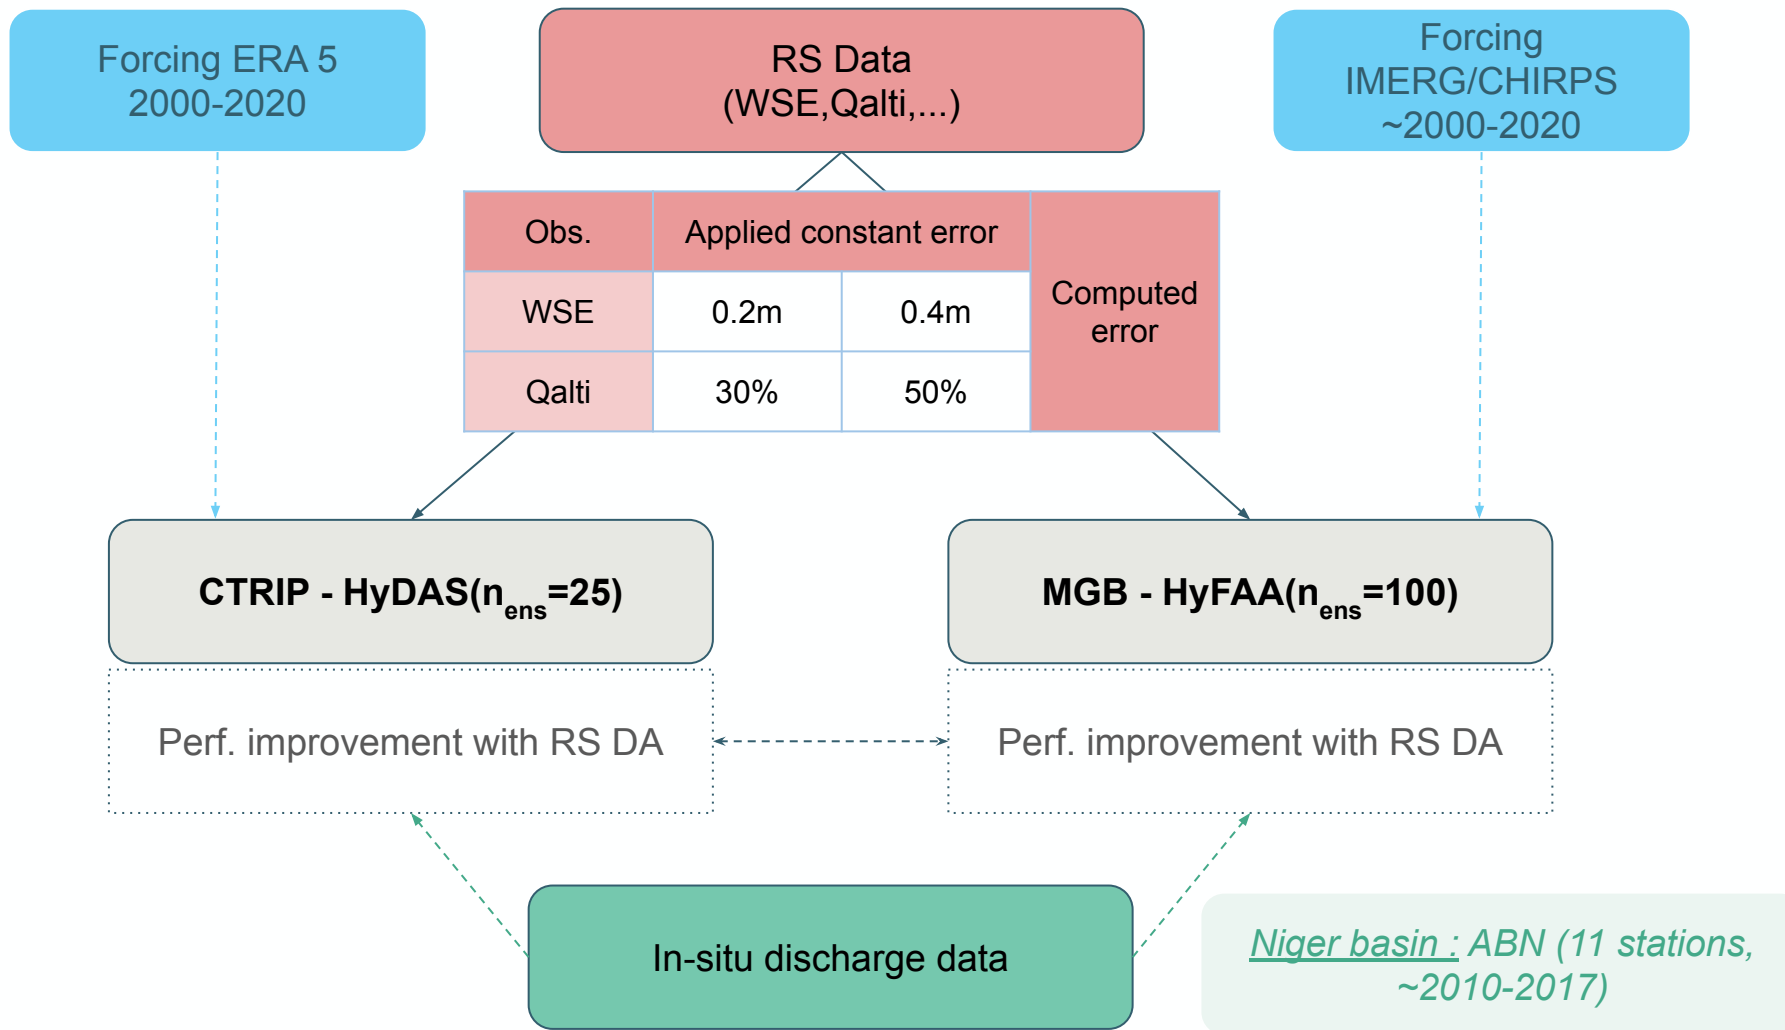 Forcing ERA 5
2000-2020
RS Data
(WSE,Qalti,...)
Forcing
IMERG/CHIRPS
~2000-2020
Obs.
Applied constant error
Computed
error
WSE
0.2m
0.4m
Qalti
30%
50%
CTRIP - HyDAS(nens=25)
MGB - HyFAA(nens=100)
Perf. improvement with RS DA
Perf. improvement with RS DA
In-situ discharge data
Niger basin : ABN (11 stations,
~2010-2017)